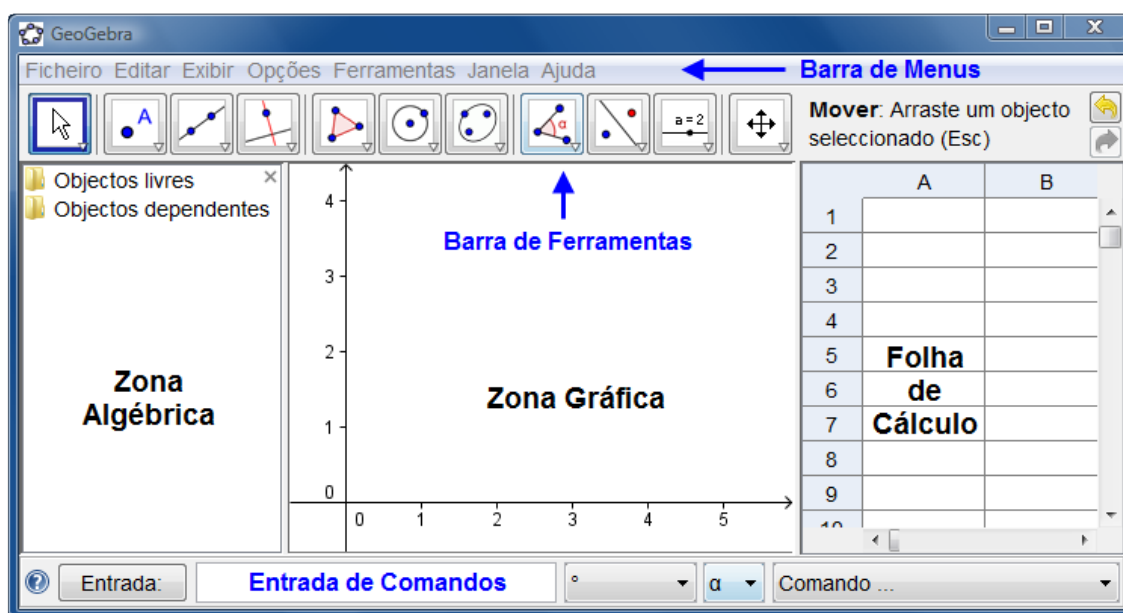 GeoGebra
Ficheiro Editar Exibir Opções Ferramentas Janela Ajuda
Barra de Menus
A
α
a = 2
Mover: Arraste um objecto
seleccionado (Esc)
Objectos livres
Objectos dependentes
Zona
Algébrica
4
3
2
1
0
0 1 2 3 4 5
Barra de Ferramentas
Zona Gráfica
A B
1
2
3
4
5
6
7
8
9
10
Folha
de
Cálculo
Entrada:
Entrada de Comandos
°
α
Comando ...